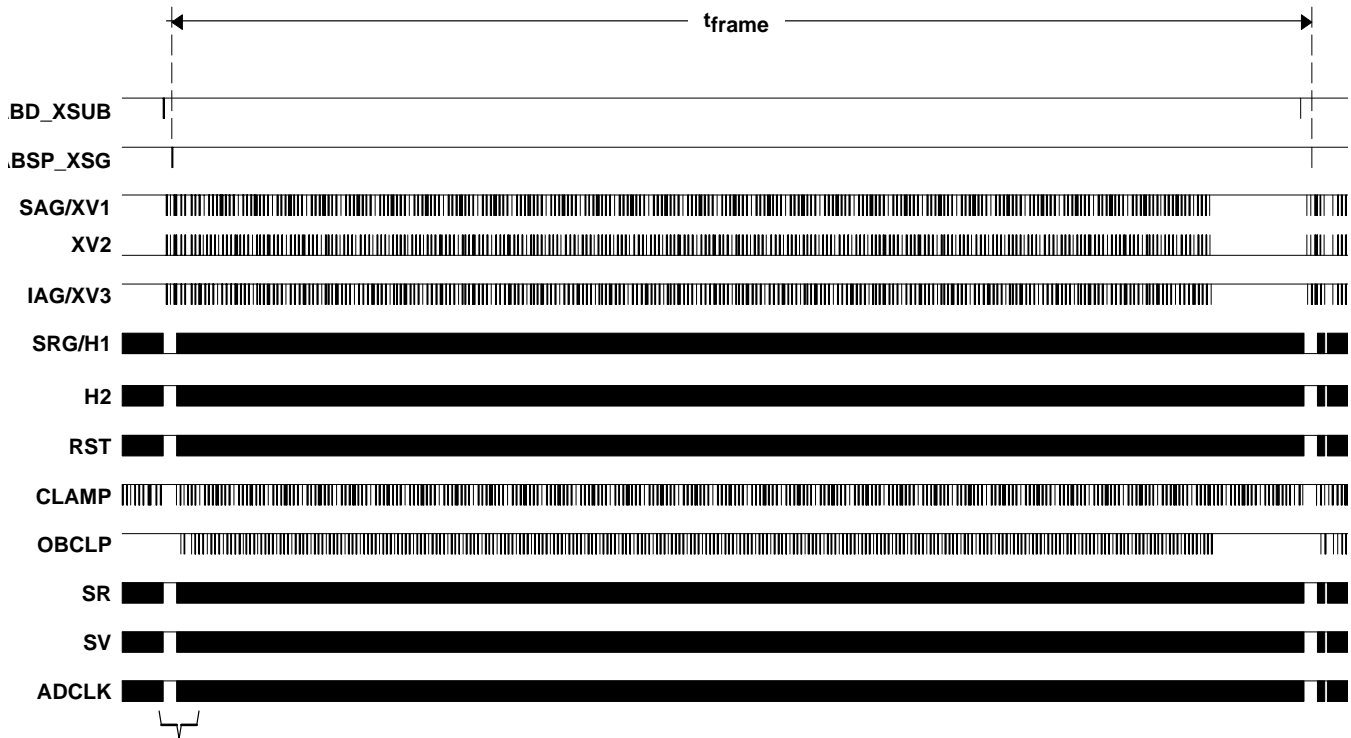 tframe
BD_XSUB
BSP_XSG
SAG/XV1
XV2
IAG/XV3
SRG/H1
H2
RST
CLAMP
OBCLP
SR
SV
ADCLK